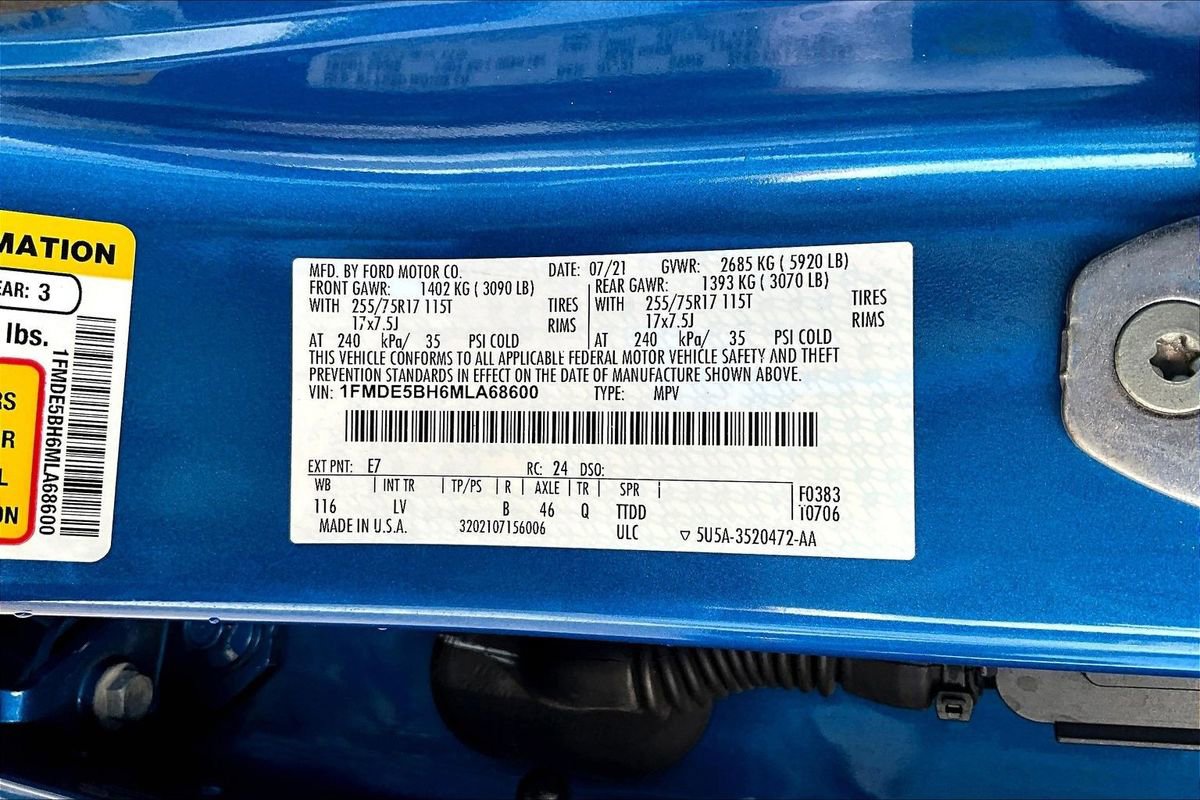 MATION
EAR: 3
lbs.
RS
R
L
ON
1FMDE5BH6MLA68600
MFD. BY FORD MOTOR CO. DATE: 07/21 GVWR: 2685 KG ( 5920 LB)
FRONT GAWR: 1402 KG ( 3090 LB) REAR GAWR: 1393 KG ( 3070 LB)
WITH 255/75R17 115T TIRES WITH 255/75R17 115T TIRES
17x7.5J RIMS 17x7.5J RIMS
AT 240 kPa/ 35 PSI COLD AT 240 kPa/ 35 PSI COLD
THIS VEHICLE CONFORMS TO ALL APPLICABLE FEDERAL MOTOR VEHICLE SAFETY AND THEFT
PREVENTION STANDARDS IN EFFECT ON THE DATE OF MANUFACTURE SHOWN ABOVE.
VIN: 1FMDE5BH6MLA68600 TYPE: MPV
EXT PNT: E7 RC: 24 DSO:
WB INT TR TP/PS R AXLE TR SPR F0383
116 LV B 46 Q TTDD T0706
MADE IN U.S.A. 3202107156006 ULC ▽ 5U5A-3520472-AA